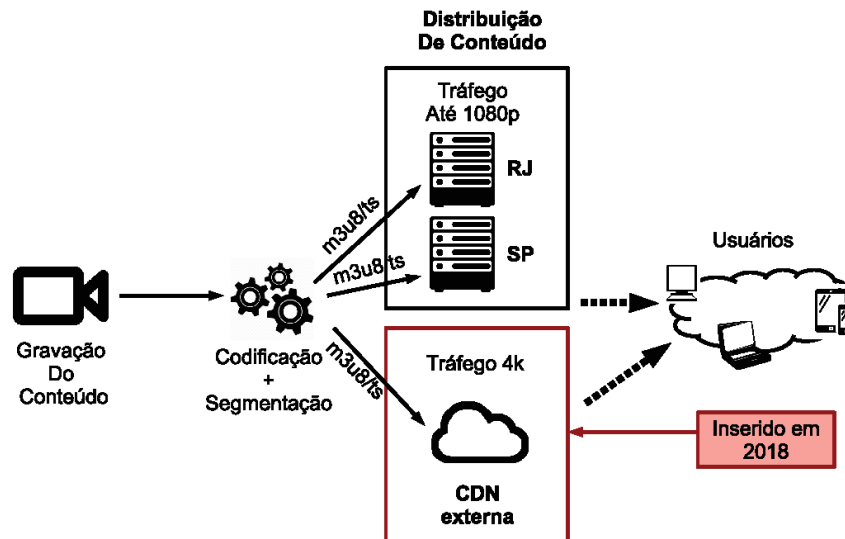 Distribuição
De Conteúdo
Tráfego
Até 1080p
RJ
SP
m3u8/ts
m3u8/ts
m3u8/ts
Gravação
Do
Conteúdo
Codificação
+
Segmentação
Tráfego 4k
CDN
externa
Usuários
Inserido em
2018